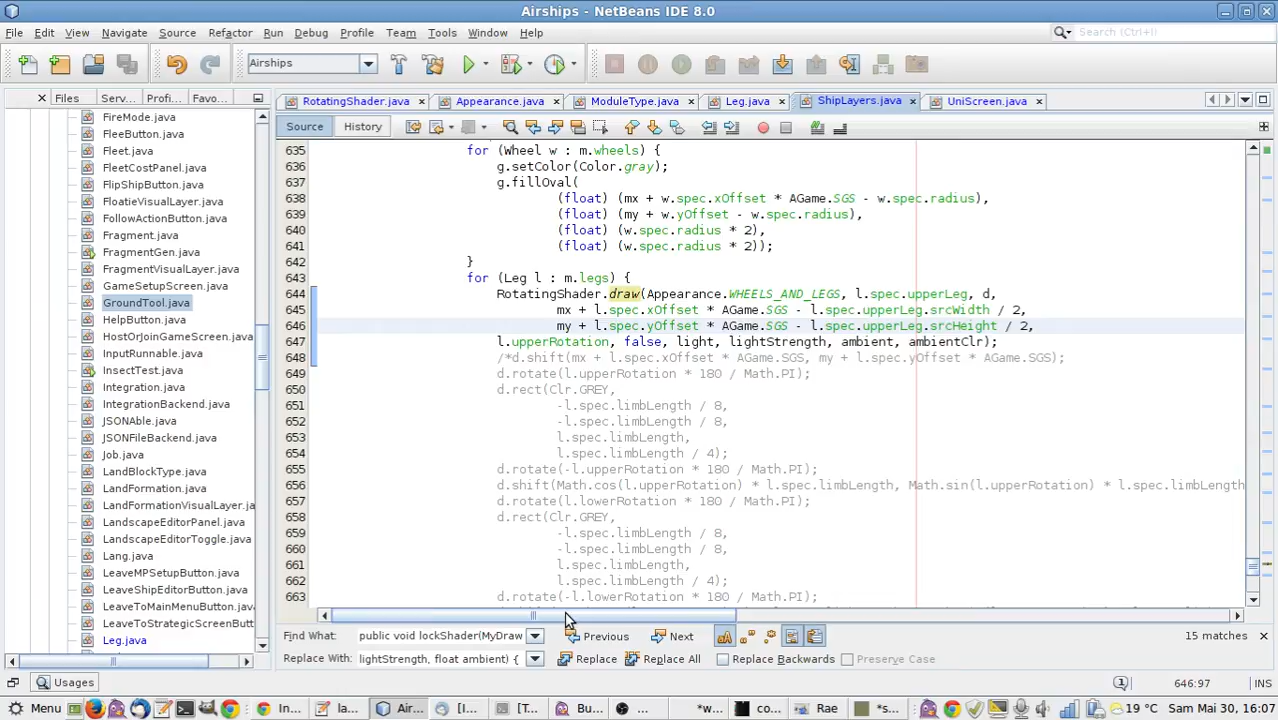 Airships - NetBeans IDE 8.0
File Edit View Navigate Source Refactor Run Debug Profile Team Tools Window Help
Search (Ctrl+I)
Airships
Files Serv... Profi... Favo...
RotatingShader.java Appearance.java ModuleType.java Leg.java ShipLayers.java UniScreen.java
Source History
FireMode.java
FleeButton.java
Fleet.java
FleetCostPanel.java
FlipShipButton.java
FloatieVisualLayer.java
FollowActionButton.java
Fragment.java
FragmentGen.java
FragmentVisualLayer.java
GameSetupScreen.java
GroundTool.java
HelpButton.java
HostOrJoinGameScreen.java
InputRunnable.java
InsectTest.java
Integration.java
IntegrationBackend.java
JSONAble.java
JSONFileBackend.java
Job.java
LandBlockType.java
LandFormation.java
LandFormationVisualLayer.ja
LandscapeEditorPanel.java
LandscapeEditorToggle.java
Lang.java
LeaveMPSetupButton.java
LeaveShipEditorButton.java
LeaveToMainMenuButton.java
LeaveToStrategicScreenButt
Leg.java
635 for (Wheel w : m.wheels) {
636 g.setColor(Color.gray);
637 g.fillOval(
638 (float) (mx + w.spec.xOffset * AGame.SGS - w.spec.radius),
639 (float) (my + w.yOffset - w.spec.radius),
640 (float) (w.spec.radius * 2),
641 (float) (w.spec.radius * 2));
642 }
643 for (Leg l : m.legs) {
644 RotatingShader.draw(Appearance.WHEELS_AND_LEGS, l.spec.upperLeg, d,
645 mx + l.spec.xOffset * AGame.SGS - l.spec.upperLeg.srcWidth / 2,
646 my + l.spec.yOffset * AGame.SGS - l.spec.upperLeg.srcHeight / 2,
647 l.upperRotation, false, light, lightStrength, ambient, ambientClr);
648 /*d.shift(mx + l.spec.xOffset * AGame.SGS, my + l.spec.yOffset * AGame.SGS);
649 d.rotate(l.upperRotation * 180 / Math.PI);
650 d.rect(Clr.GREY,
651 -l.spec.limbLength / 8,
652 -l.spec.limbLength / 8,
653 l.spec.limbLength,
654 l.spec.limbLength / 4);
655 d.rotate(-l.upperRotation * 180 / Math.PI);
656 d.shift(Math.cos(l.upperRotation) * l.spec.limbLength, Math.sin(l.upperRotation) * l.spec.limbLength
657 d.rotate(l.lowerRotation * 180 / Math.PI);
658 d.rect(Clr.GREY,
659 -l.spec.limbLength / 8,
660 -l.spec.limbLength / 8,
661 l.spec.limbLength,
662 l.spec.limbLength / 4);
663 d.rotate(-l.lowerRotation * 180 / Math.PI);
Find What: public void lockShader(MyDraw Previous Next 15 matches
Replace With: lightStrength, float ambient) { Replace Replace All Replace Backwards Preserve Case
Usages 1 646:97 INS
Menu In... la... Air... [I... [T... Bu... ... *w... co... Rae *s... 19 °C Sam Mai 30, 16:07